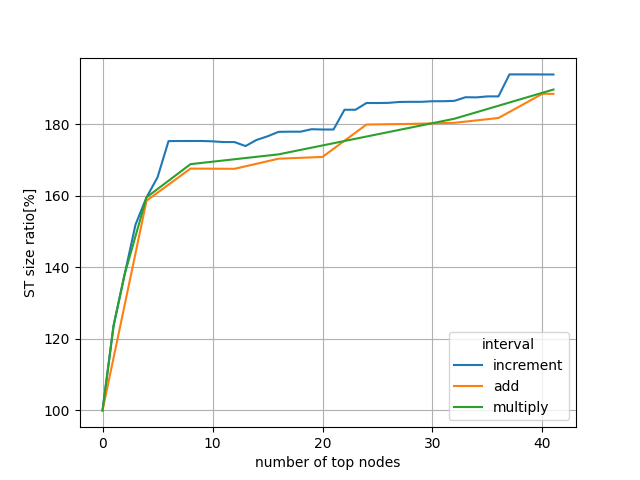 180
160
140
120
100
ST size ratio[%]
interval
increment
add
multiply
0 10 20 30 40
number of top nodes